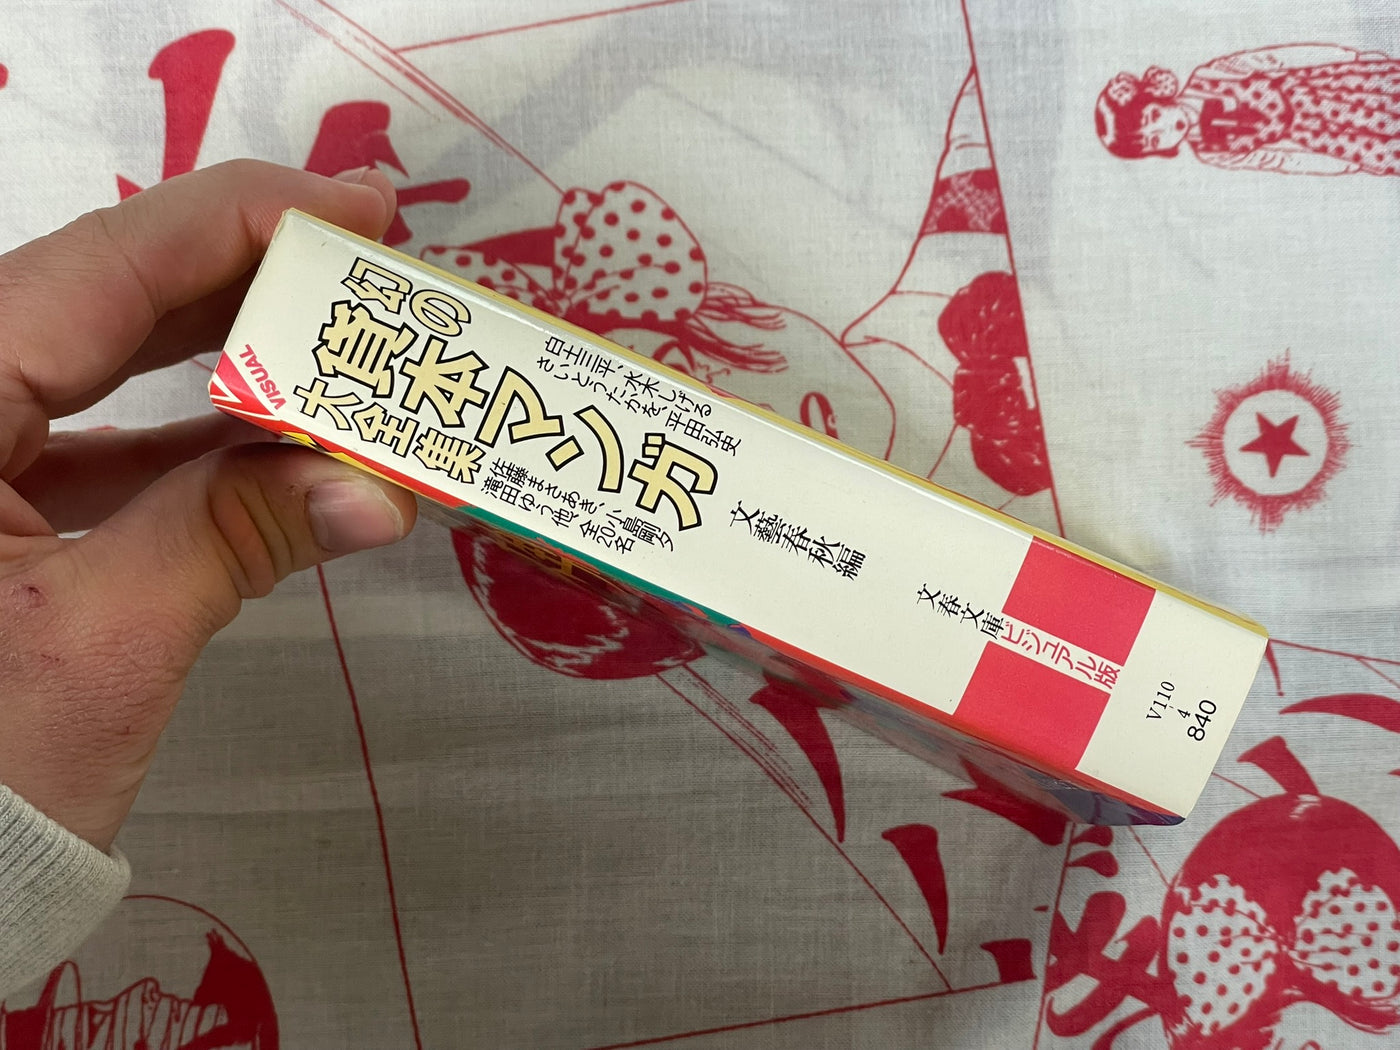 VISUAL
幻の
貸本マンガ
大全集
白土三平、水木しげる
さいとうたかを、平田弘史
佐藤まさあき、小島剛夕
滝田ゆう他、全20名
文藝春秋編
文春文庫ビジュアル版
V110
4
840